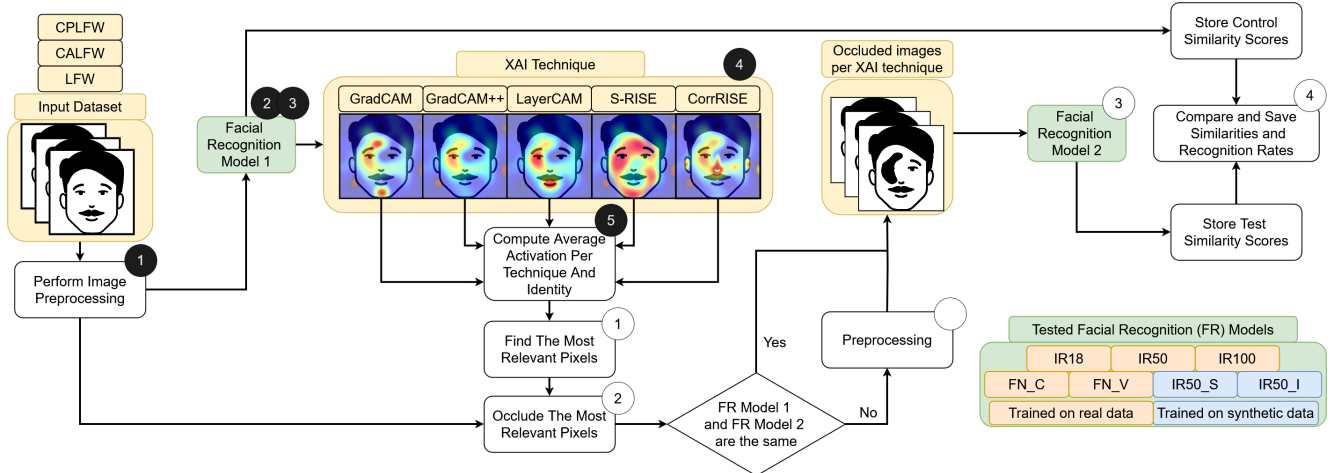 CPLFW
CALFW
LFW
Input Dataset
1
Perform Image
Preprocessing
2 3
Facial
Recognition
Model 1
XAI Technique
4
GradCAM
GradCAM++
LayerCAM
S-RISE
CorrRISE
5
Compute Average
Activation Per
Technique And
Identity
1
Find The Most
Relevant Pixels
2
Occlude The Most
Relevant Pixels
FR Model 1
and FR Model 2
are the same
Yes
No
Preprocessing
Occluded images
per XAI technique
3
Facial
Recognition
Model 2
Store Control
Similarity Scores
4
Compare and Save
Similarities and
Recognition Rates
Store Test
Similarity Scores
Tested Facial Recognition (FR) Models
IR18
IR50
IR100
FN_C
FN_V
IR50_S
IR50_I
Trained on real data
Trained on synthetic data